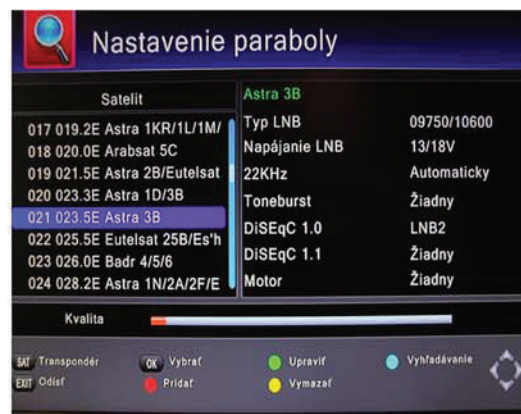 Nastavenie paraboly
Satelit
017 019.2E Astra 1KR/1L/1M/
018 020.0E Arabsat 5C
019 021.5E Astra 2B/Eutelsat
020 023.3E Astra 1D/3B
021 023.5E Astra 3B
022 025.5E Eutelsat 25B/Es'h
023 026.0E Badr 4/5/6
024 028.2E Astra 1N/2A/2F/E
Astra 3B
Typ LNB 09750/10600
Napájanie LNB 13/18V
22KHz Automaticky
Toneburst Žiadny
DiSEqC 1.0 LNB2
DiSEqC 1.1 Žiadny
Motor Žiadny
Kvalita
SAT Transpondér OK Vybrať Upraviť Vyhľadávanie
EXIT Odísť Pridať Vymazať